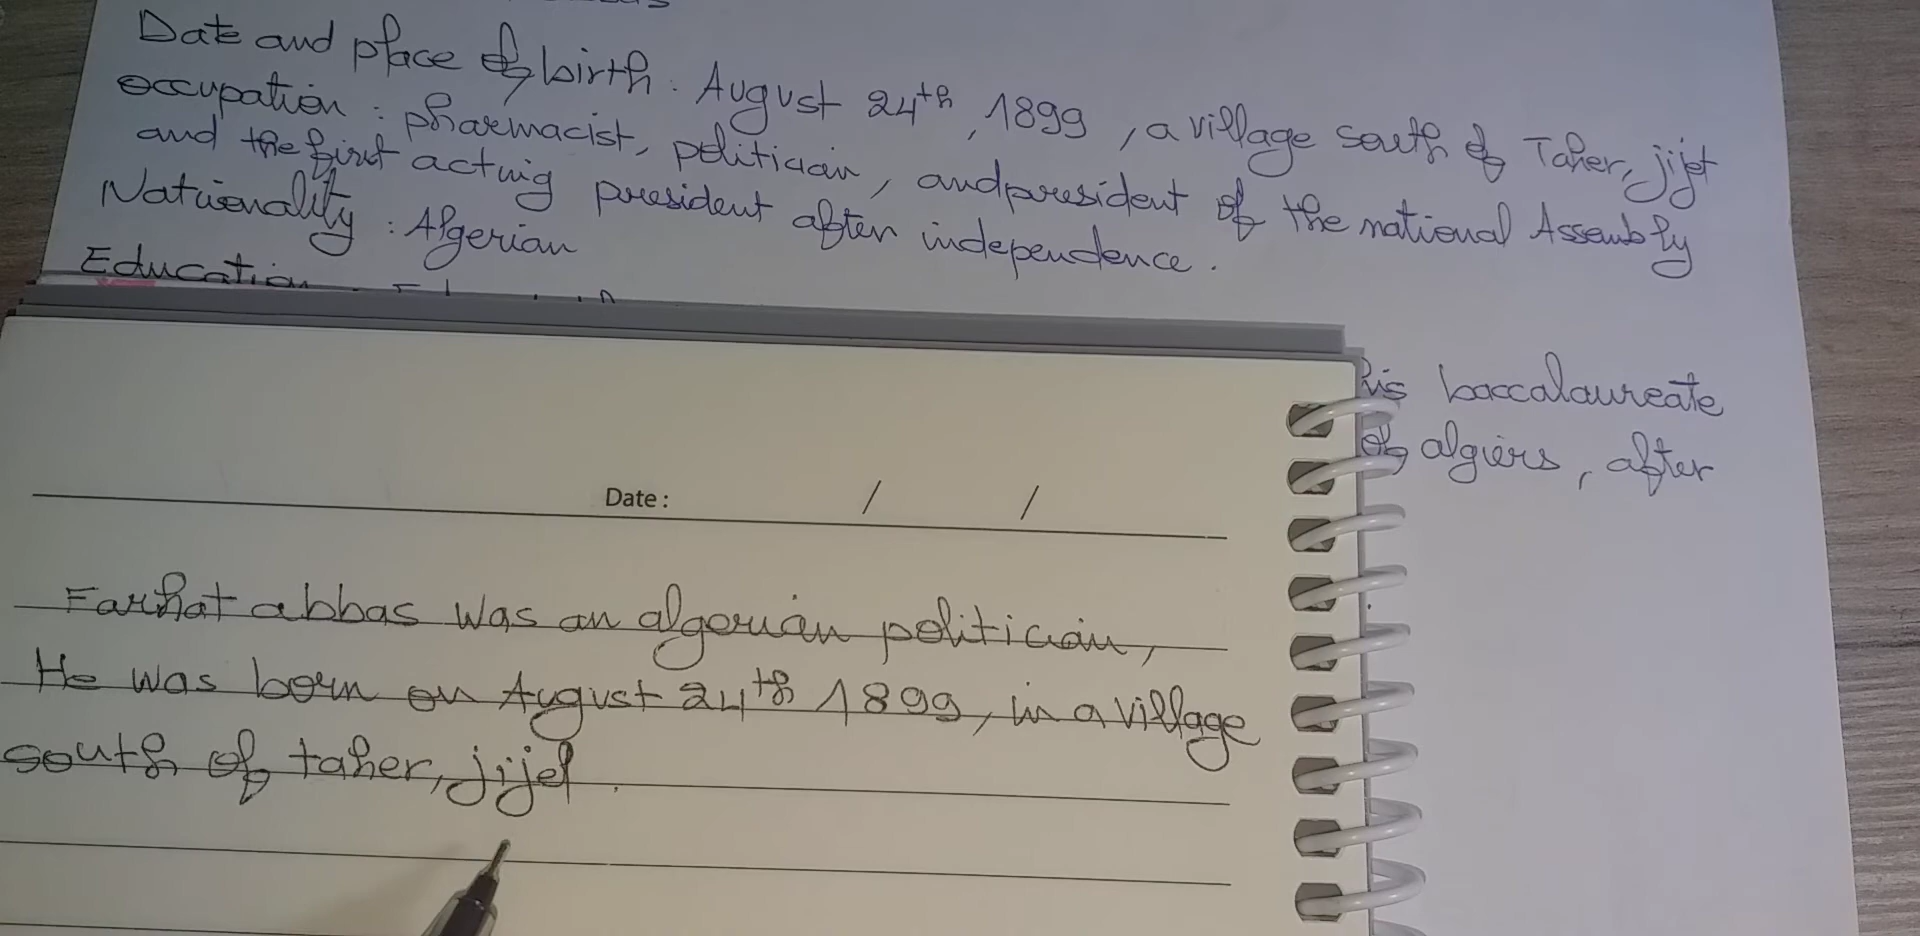 Date and place of birth : August 24th, 1899, a village south of Taher, jijel
occupation : pharmacist, politician, and president of the national Assembly
and the first acting president after independence.
Nationality : Algerian
Education :
his baccalaureate
of algiers, after
Date : / /
Farhat abbas was an algerian politician,
He was born on August 24th 1899, in a village
south of taher, jijel.